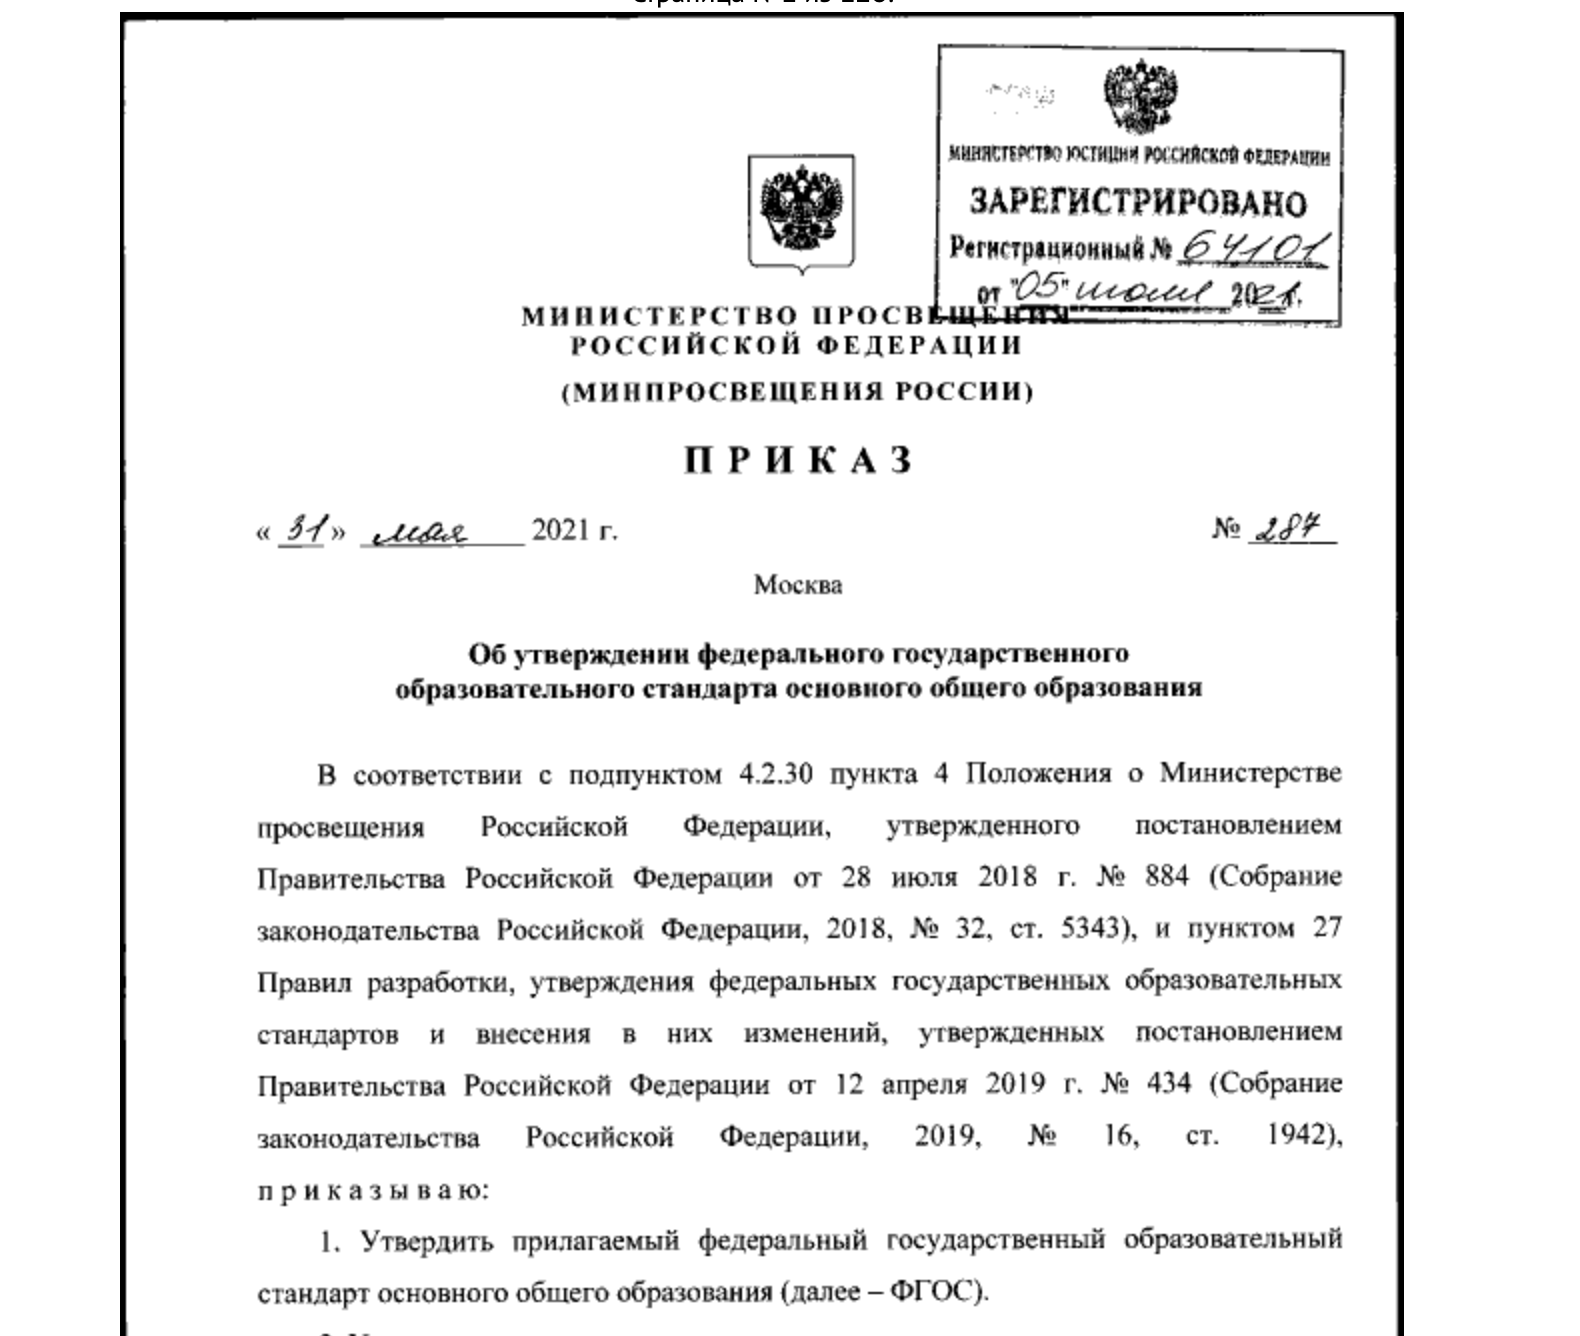 МИНИСТЕРСТВО ЮСТИЦИИ РОССИЙСКОЙ ФЕДЕРАЦИИ
ЗАРЕГИСТРИРОВАНО
Регистрационный № 64101
от "05" июля 2021г.
МИНИСТЕРСТВО ПРОСВЕЩЕНИЯ
РОССИЙСКОЙ ФЕДЕРАЦИИ
(МИНПРОСВЕЩЕНИЯ РОССИИ)
ПРИКАЗ
« 31 » мая 2021 г. № 287
Москва
Об утверждении федерального государственного
образовательного стандарта основного общего образования
В соответствии с подпунктом 4.2.30 пункта 4 Положения о Министерстве
просвещения Российской Федерации, утвержденного постановлением
Правительства Российской Федерации от 28 июля 2018 г. № 884 (Собрание
законодательства Российской Федерации, 2018, № 32, ст. 5343), и пунктом 27
Правил разработки, утверждения федеральных государственных образовательных
стандартов и внесения в них изменений, утвержденных постановлением
Правительства Российской Федерации от 12 апреля 2019 г. № 434 (Собрание
законодательства Российской Федерации, 2019, № 16, ст. 1942),
приказываю:
1. Утвердить прилагаемый федеральный государственный образовательный
стандарт основного общего образования (далее – ФГОС).